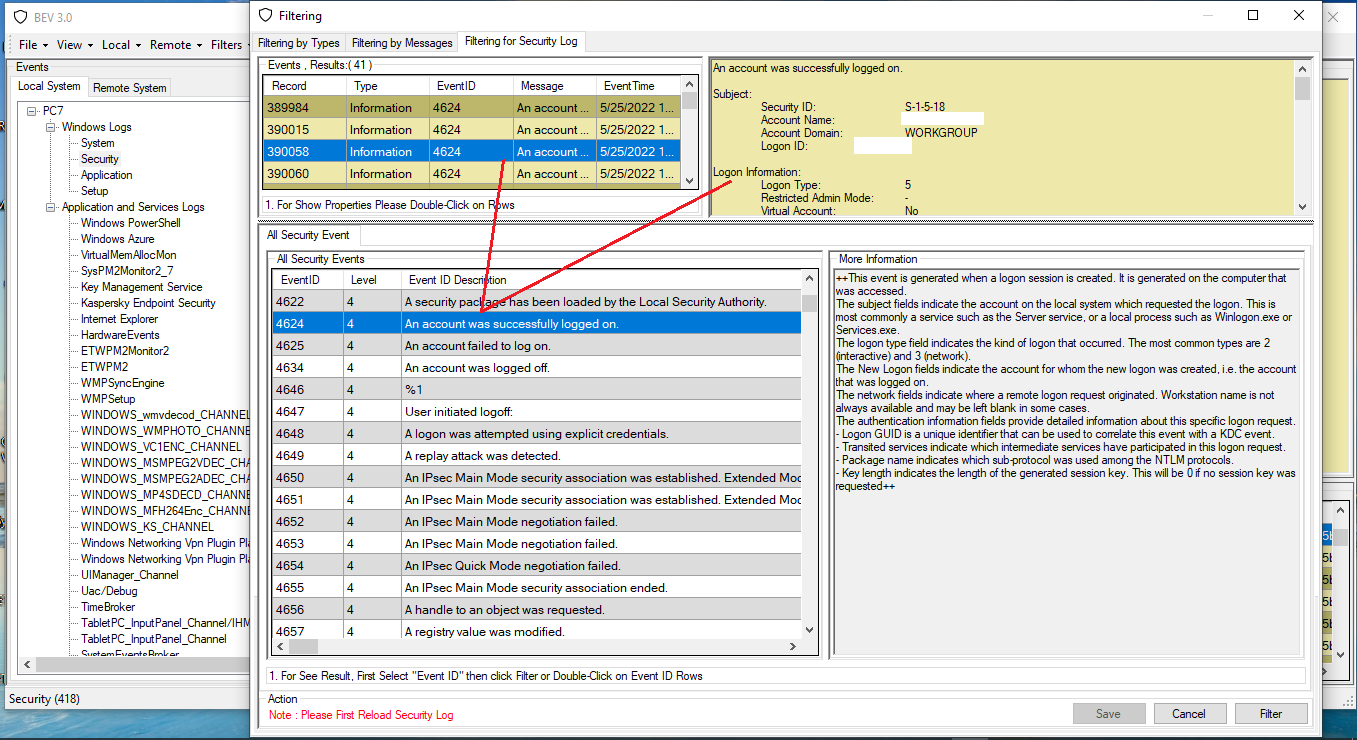 BEV 3.0
File
View
Local
Remote
Filters
Events
Local System
Remote System
PC7
Windows Logs
System
Security
Application
Setup
Application and Services Logs
Windows PowerShell
Windows Azure
VirtualMemAllocMon
SysPM2Monitor2_7
Key Management Service
Kaspersky Endpoint Security
Internet Explorer
HardwareEvents
ETWPM2Monitor2
ETWPM2
WMPSyncEngine
WMPSetup
WINDOWS_wmvdecod_CHANNEL
WINDOWS_WMPHOTO_CHANNE
WINDOWS_VC1ENC_CHANNEL
WINDOWS_MSMPEG2VDEC_CHA
WINDOWS_MSMPEG2ADEC_CHA
WINDOWS_MP4SDECD_CHANNE
WINDOWS_MFH264Enc_CHANNE
WINDOWS_KS_CHANNEL
Windows Networking Vpn Plugin Pla
Windows Networking Vpn Plugin Pla
UIManager_Channel
Uac/Debug
TimeBroker
TabletPC_InputPanel_Channel/IHM
TabletPC_InputPanel_Channel
SystemEventsBroker
Security (418)
Filtering
Filtering by Types
Filtering by Messages
Filtering for Security Log
Events , Results:( 41 )
Record Type EventID Message EventTime
389984 Information 4624 An account ... 5/25/2022 1...
390015 Information 4624 An account ... 5/25/2022 1...
390058 Information 4624 An account ... 5/25/2022 1...
390060 Information 4624 An account ... 5/25/2022 1...
1. For Show Properties Please Double-Click on Rows
An account was successfully logged on.
Subject:
Security ID: S-1-5-18
Account Name:
Account Domain: WORKGROUP
Logon ID:
Logon Information:
Logon Type: 5
Restricted Admin Mode: -
Virtual Account: No
All Security Event
All Security Events
EventID Level Event ID Description
4622 4 A security package has been loaded by the Local Security Authority.
4624 4 An account was successfully logged on.
4625 4 An account failed to log on.
4634 4 An account was logged off.
4646 4 %1
4647 4 User initiated logoff:
4648 4 A logon was attempted using explicit credentials.
4649 4 A replay attack was detected.
4650 4 An IPsec Main Mode security association was established. Extended Moc
4651 4 An IPsec Main Mode security association was established. Extended Moc
4652 4 An IPsec Main Mode negotiation failed.
4653 4 An IPsec Main Mode negotiation failed.
4654 4 An IPsec Quick Mode negotiation failed.
4655 4 An IPsec Main Mode security association ended.
4656 4 A handle to an object was requested.
4657 4 A registry value was modified.
More Information
++This event is generated when a logon session is created. It is generated on the computer that
was accessed.
The subject fields indicate the account on the local system which requested the logon. This is
most commonly a service such as the Server service, or a local process such as Winlogon.exe or
Services.exe.
The logon type field indicates the kind of logon that occurred. The most common types are 2
(interactive) and 3 (network).
The New Logon fields indicate the account for whom the new logon was created, i.e. the account
that was logged on.
The network fields indicate where a remote logon request originated. Workstation name is not
always available and may be left blank in some cases.
The authentication information fields provide detailed information about this specific logon request.
- Logon GUID is a unique identifier that can be used to correlate this event with a KDC event.
- Transited services indicate which intermediate services have participated in this logon request.
- Package name indicates which sub-protocol was used among the NTLM protocols.
- Key length indicates the length of the generated session key. This will be 0 if no session key was
requested++
1. For See Result, First Select "Event ID" then click Filter or Double-Click on Event ID Rows
Action
Note : Please First Reload Security Log
Save
Cancel
Filter